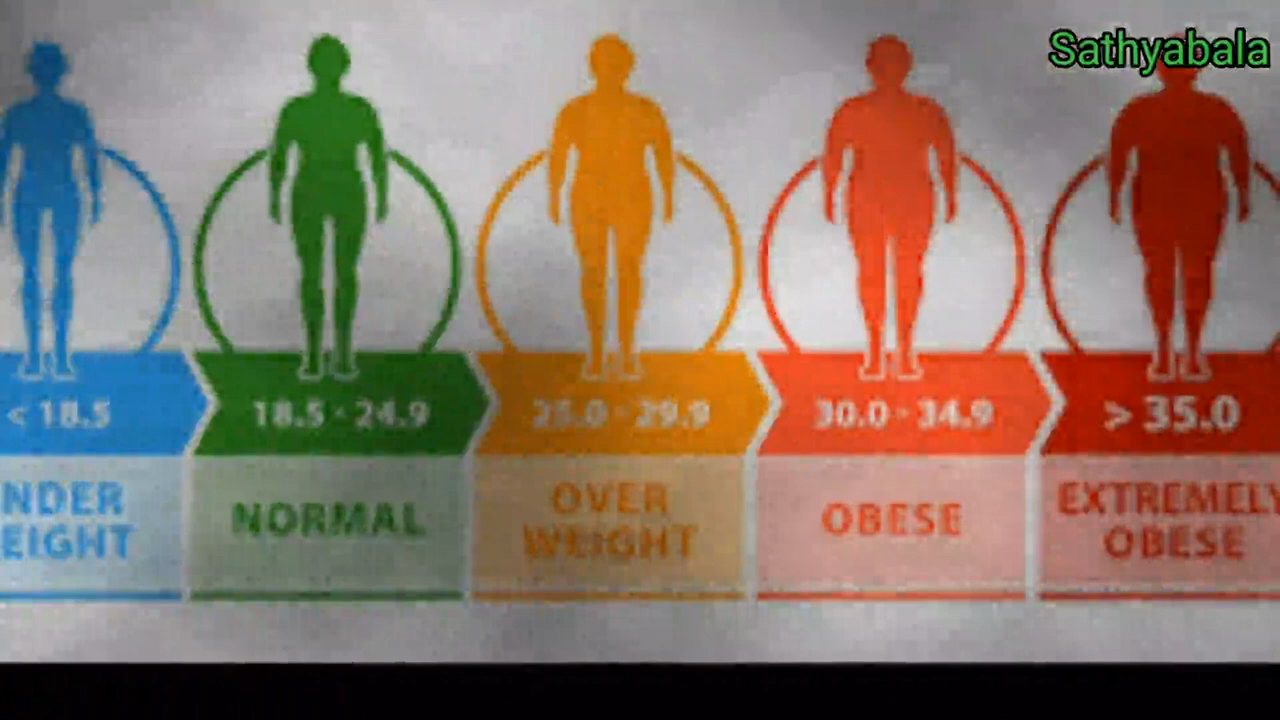 Sathyabala
< 18.5
18.5 - 24.9
25.0 - 29.9
30.0 - 34.9
> 35.0
NDER
EIGHT
NORMAL
OVER
WEIGHT
OBESE
EXTREMELY
OBESE